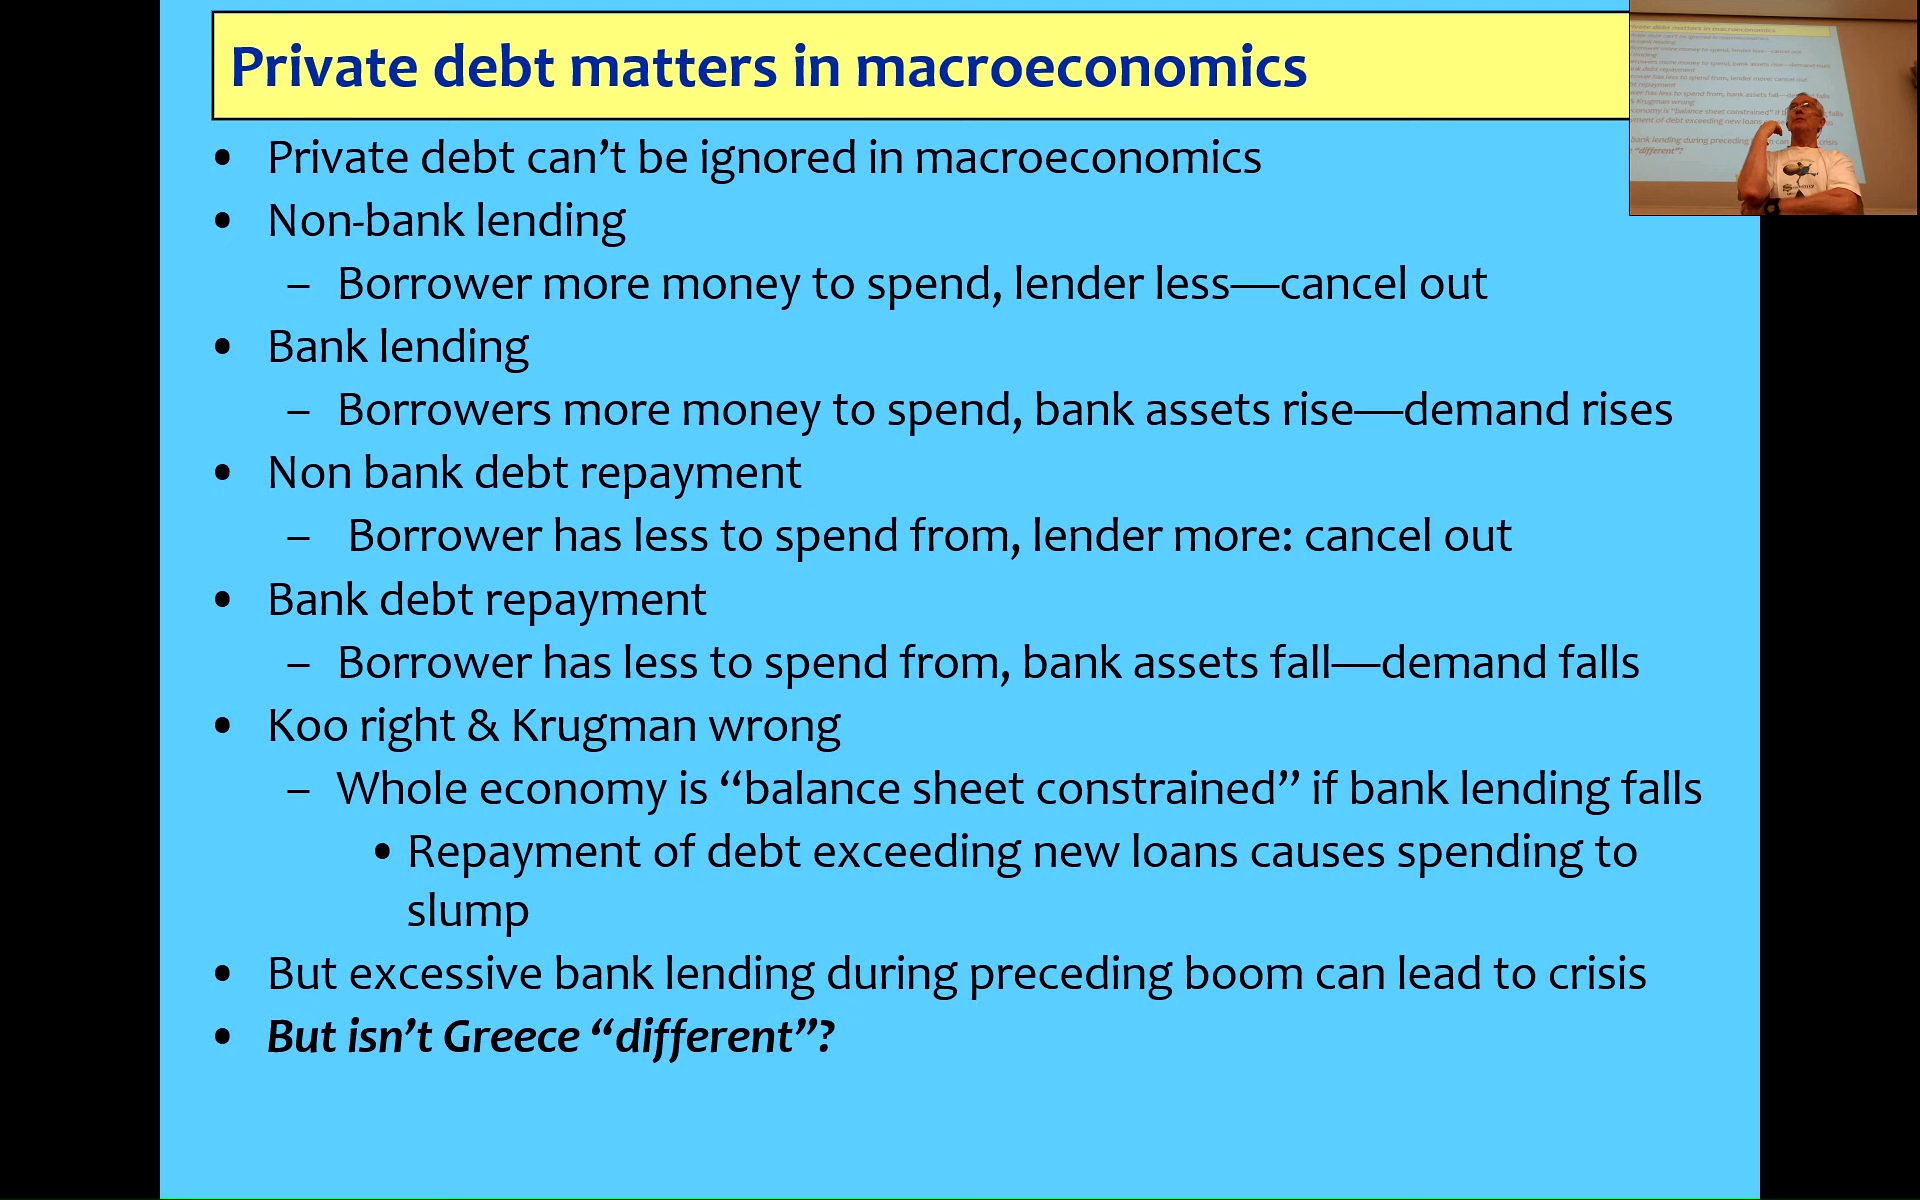 Private debt matters in macroeconomics
• Private debt can’t be ignored in macroeconomics
• Non-bank lending
– Borrower more money to spend, lender less—cancel out
• Bank lending
– Borrowers more money to spend, bank assets rise—demand rises
• Non bank debt repayment
– Borrower has less to spend from, lender more: cancel out
• Bank debt repayment
– Borrower has less to spend from, bank assets fall—demand falls
• Koo right & Krugman wrong
– Whole economy is “balance sheet constrained” if bank lending falls
• Repayment of debt exceeding new loans causes spending to
slump
• But excessive bank lending during preceding boom can lead to crisis
• But isn’t Greece “different”?